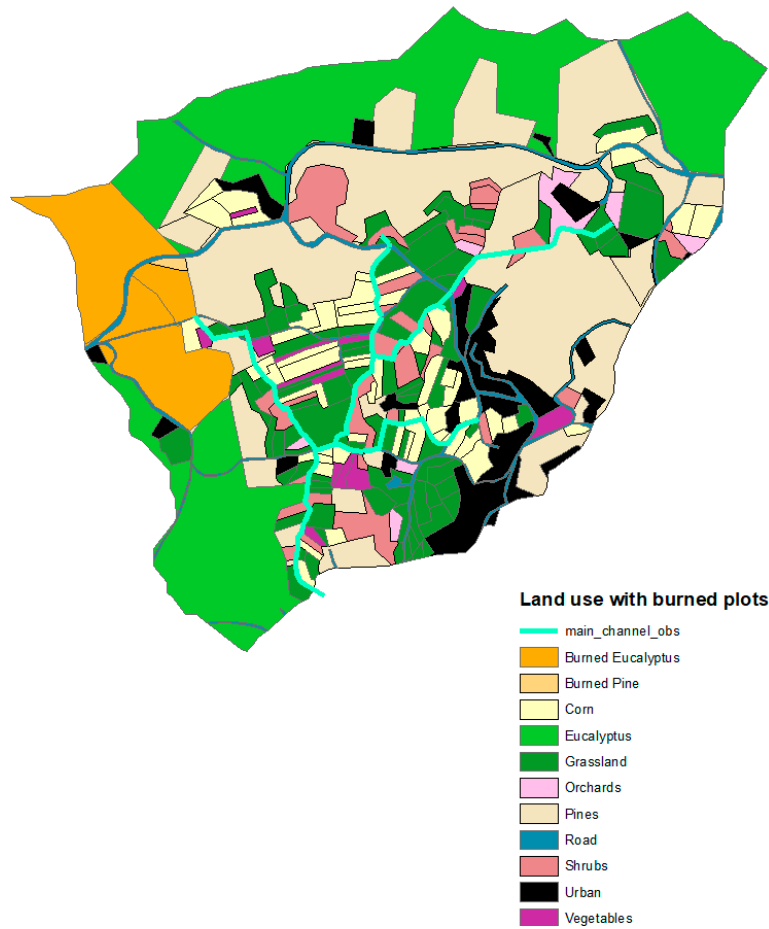 Land use with burned plots
main_channel_obs
Burned Eucalyptus
Burned Pine
Corn
Eucalyptus
Grassland
Orchards
Pines
Road
Shrubs
Urban
Vegetables